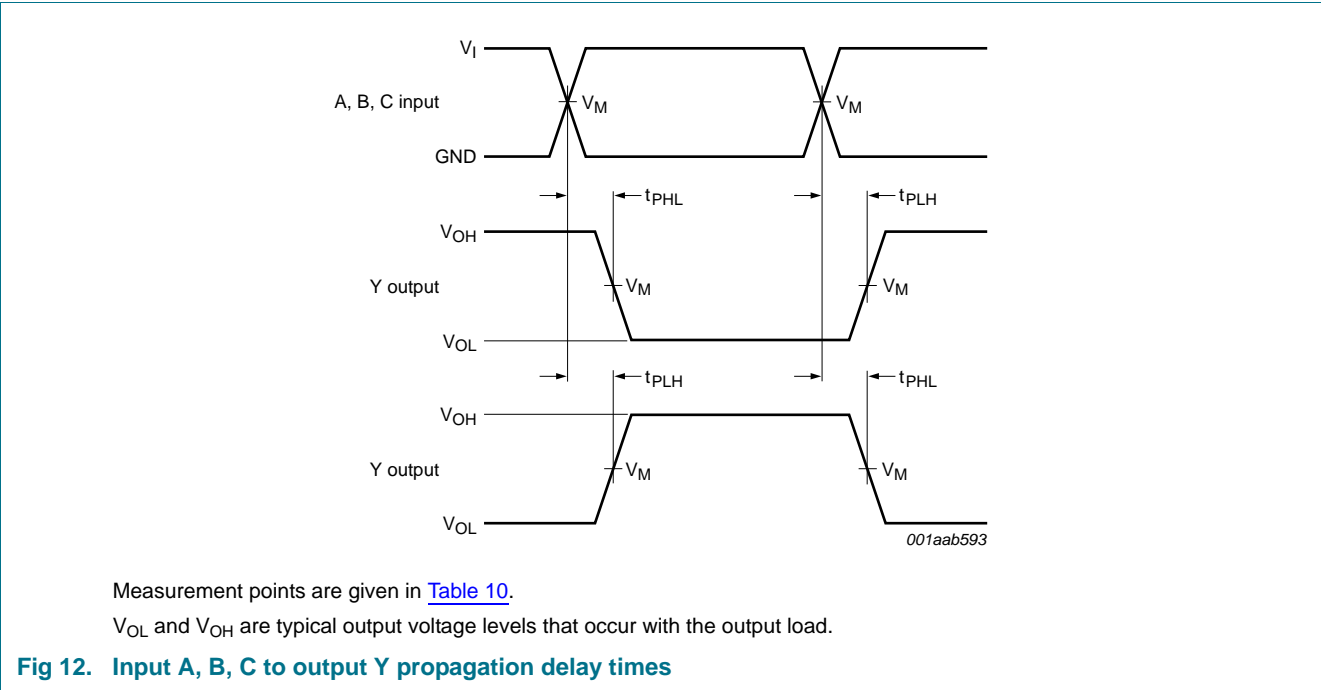 V_I
A, B, C input
V_M
V_M
GND
t_PHL
t_PLH
V_OH
Y output
V_M
V_M
V_OL
t_PLH
t_PHL
V_OH
Y output
V_M
V_M
V_OL
001aab593
Measurement points are given in Table 10.
V_OL and V_OH are typical output voltage levels that occur with the output load.
Fig 12. Input A, B, C to output Y propagation delay times